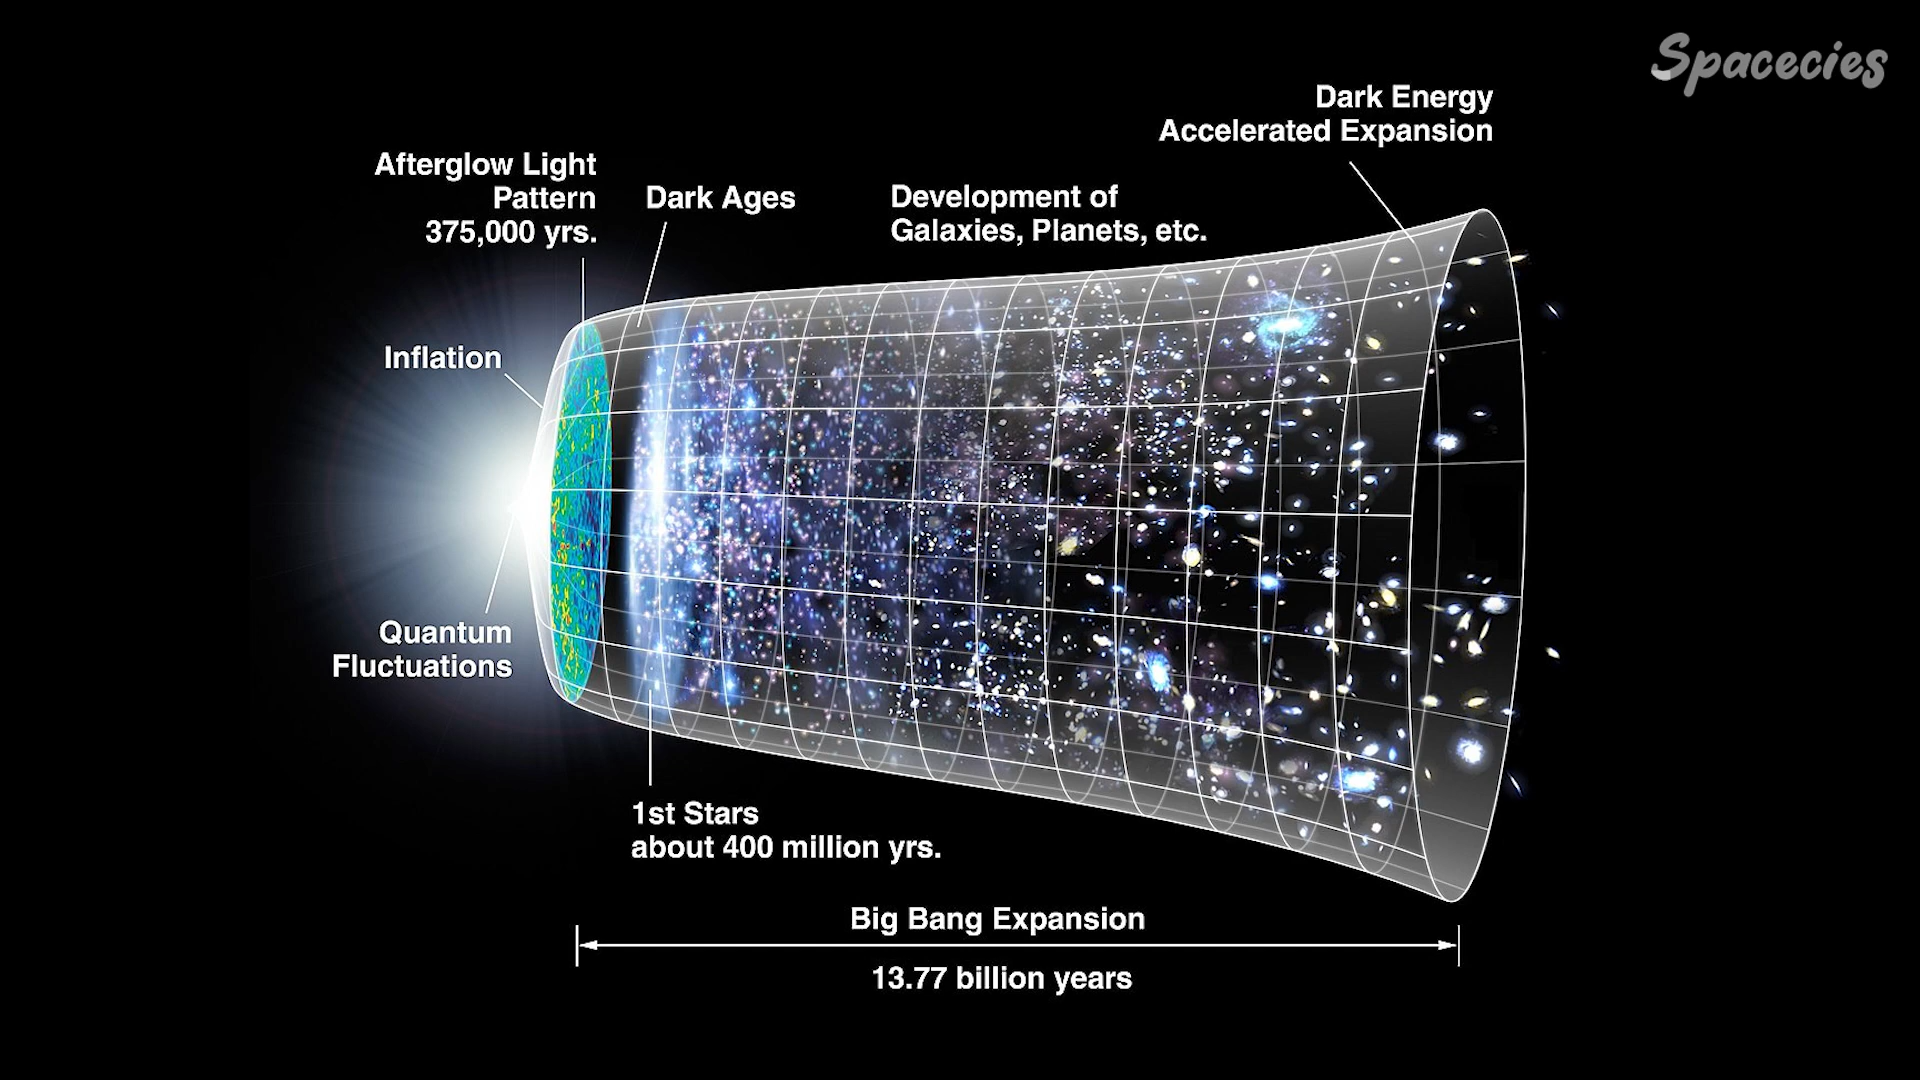 Spacecies
Dark Energy
Accelerated Expansion
Afterglow Light
Pattern
375,000 yrs.
Dark Ages
Development of
Galaxies, Planets, etc.
Inflation
Quantum
Fluctuations
1st Stars
about 400 million yrs.
Big Bang Expansion
13.77 billion years